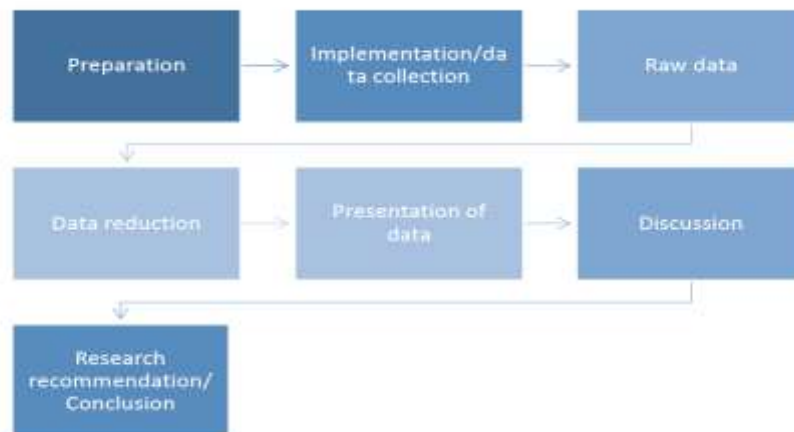 Preparation
Implementation/da
ta collection
Raw data
Data reduction
Presentation of
data
Discussion
Research
recommendation/
Conclusion